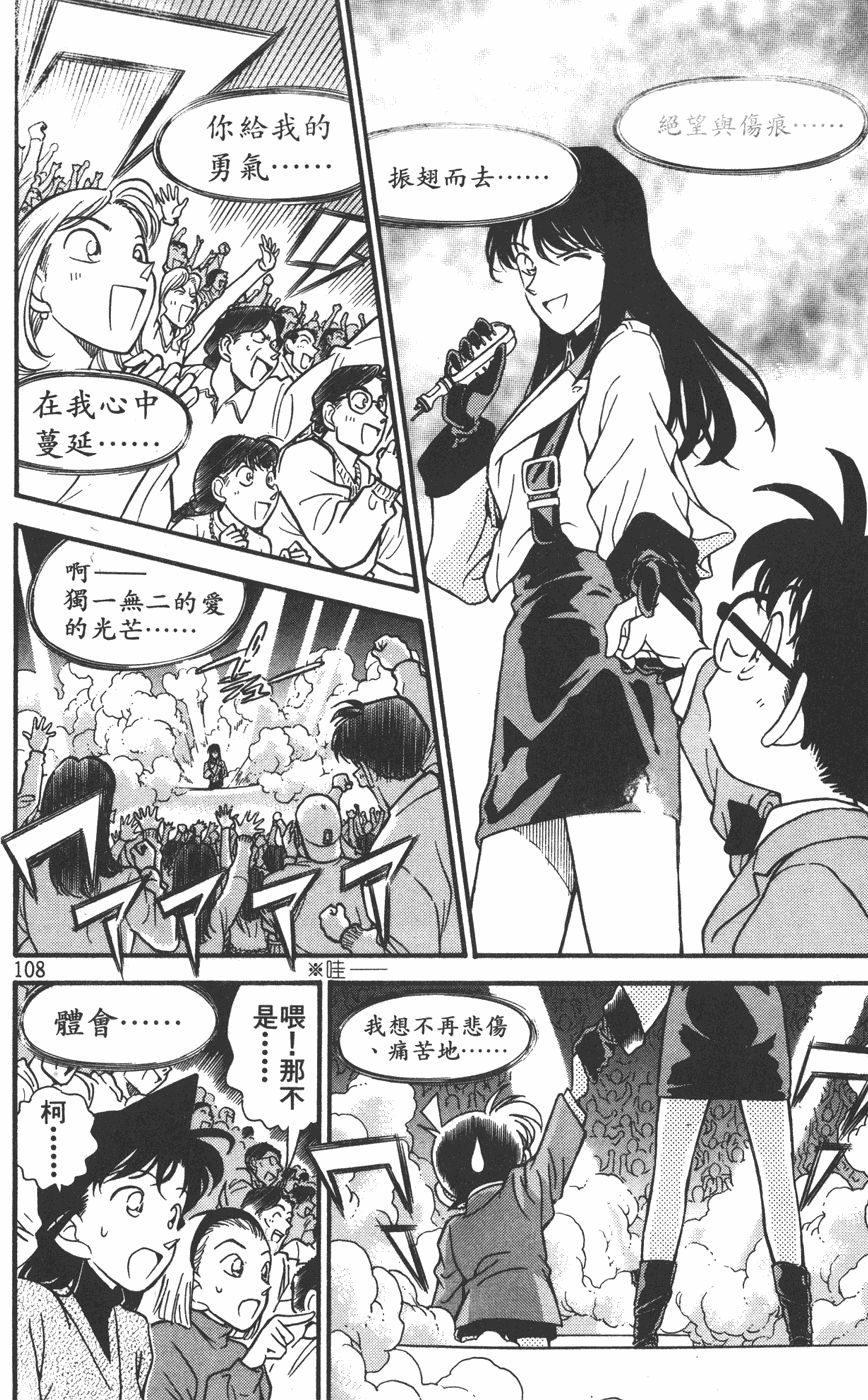 絕望與傷痕……
振翅而去……
你給我的
勇氣……
在我心中
蔓延……
啊——
獨一無二的愛
的光芒……
108
※哇——
我想不再悲傷
、痛苦地……
體會……
喂！那不
是……
柯……